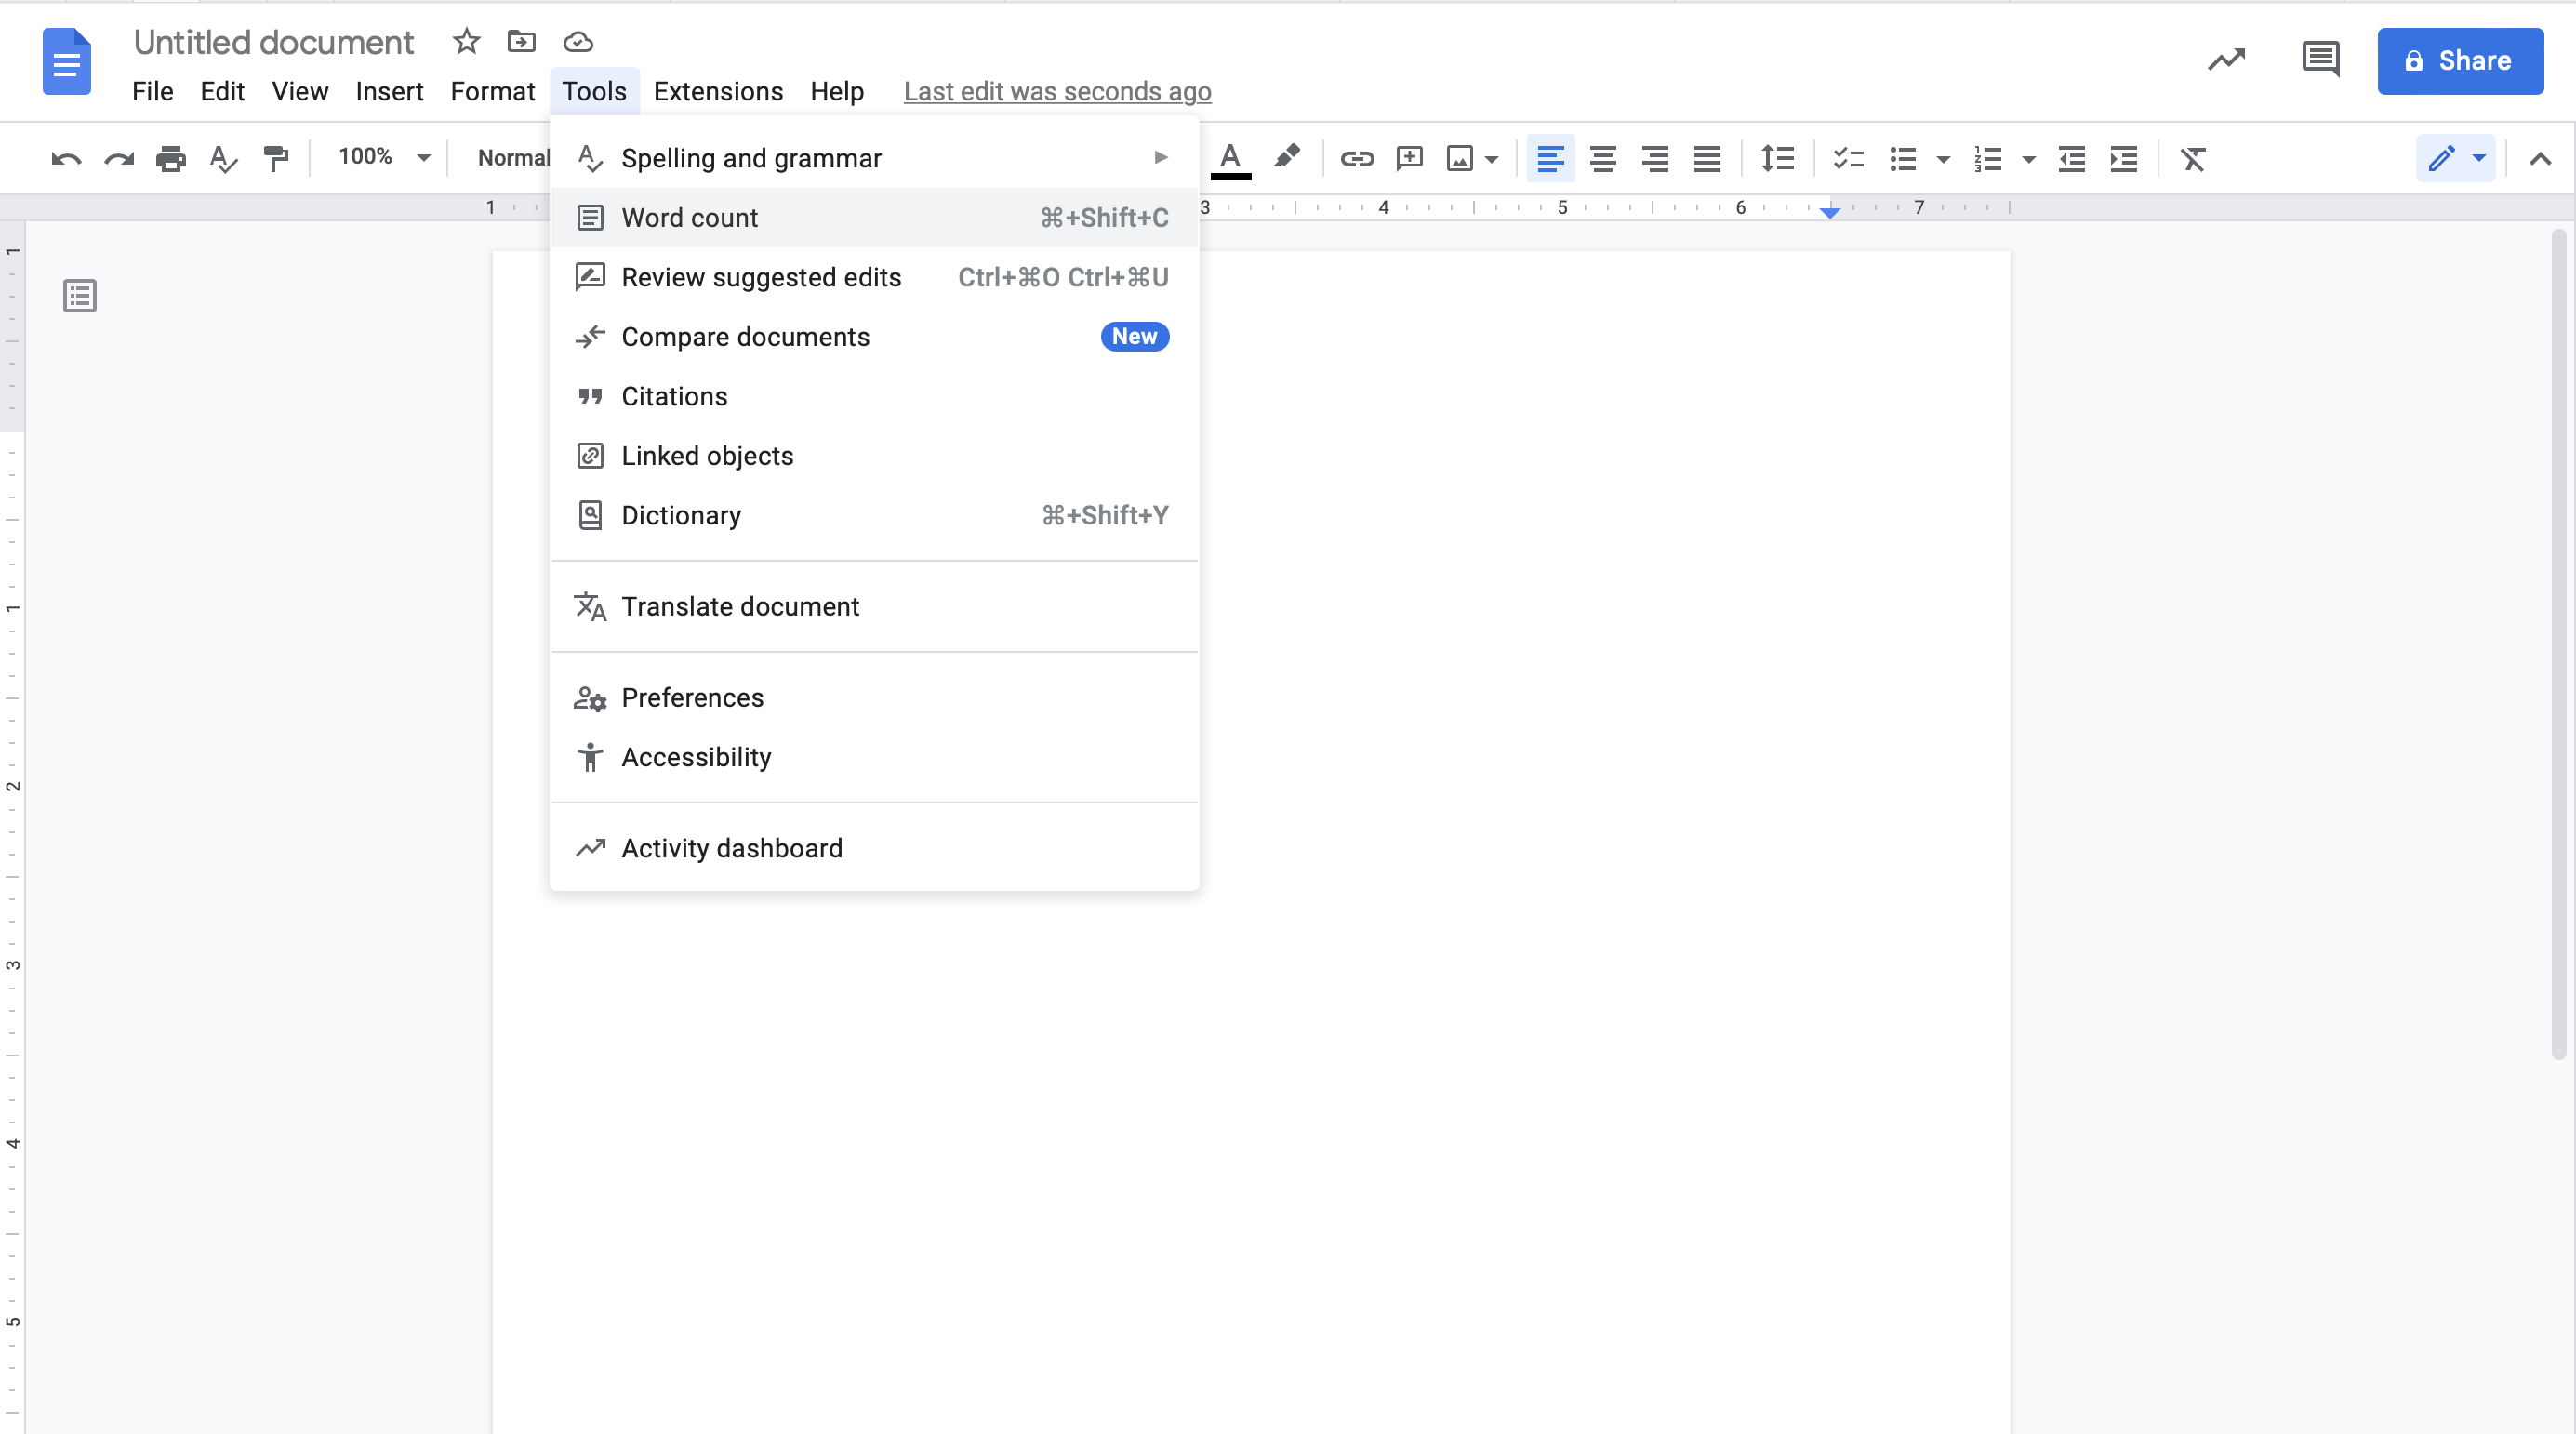 Untitled document
File Edit View Insert Format Tools Extensions Help Last edit was seconds ago
Share
100% Normal
Spelling and grammar
Word count ⌘+Shift+C
Review suggested edits Ctrl+⌘O Ctrl+⌘U
Compare documents New
Citations
Linked objects
Dictionary ⌘+Shift+Y
Translate document
Preferences
Accessibility
Activity dashboard
1 3 4 5 6 7
1
1
2
3
4
5